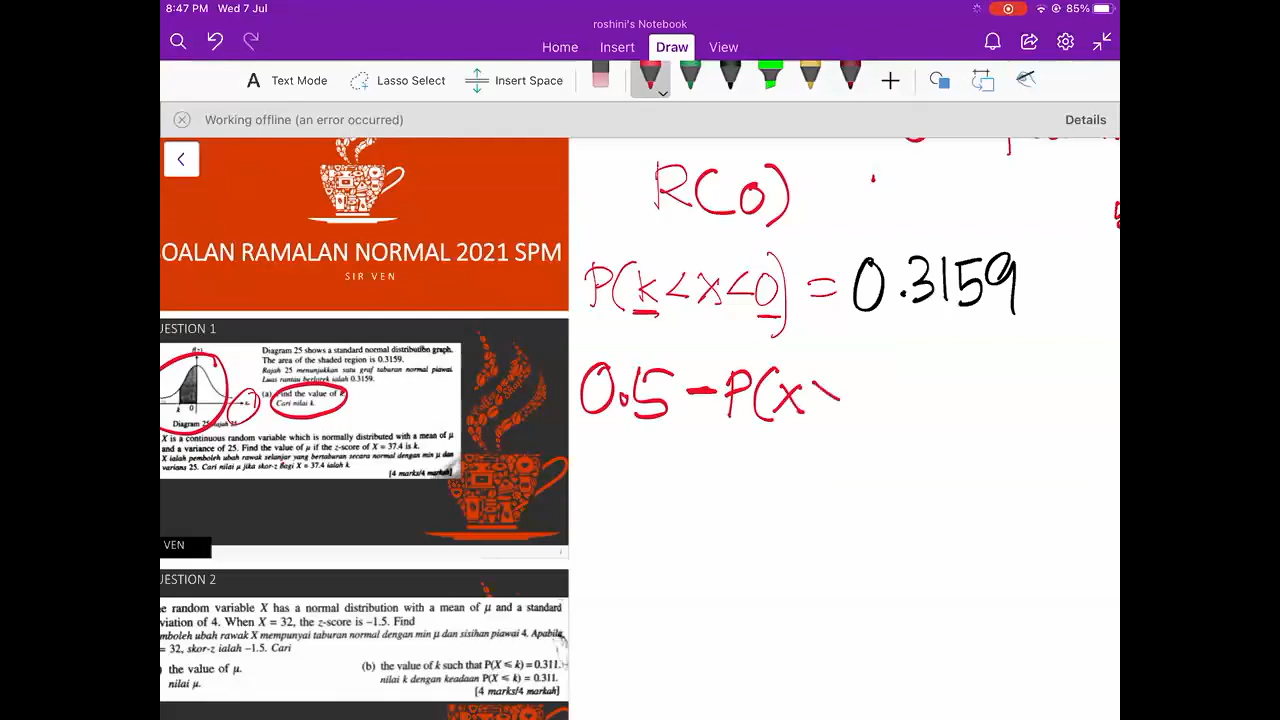 8:47 PM Wed 7 Jul
85%
roshini's Notebook
Home Insert Draw View
Text Mode Lasso Select Insert Space
Working offline (an error occurred) Details
OALAN RAMALAN NORMAL 2021 SPM
SIR VEN
UESTION 1
Diagram 25 shows a standard normal distribution graph.
The area of the shaded region is 0.3159.
Rajah 25 menunjukkan satu graf taburan normal piawai
Luas rantau berlorek ialah 0.3159.
(a) Find the value of
Cari nilai k.
k 0
Diagram 25
X is a continuous random variable which is normally distributed with a mean of μ
and a variance of 25. Find the value of μ if the z-score of X = 37.4 is k.
X ialah pemboleh ubah rawak selanjar yang bertaburan secara normal dengan min μ dan
varians 25. Cari nilai μ jika skor-z bagi X = 37.4 ialah k.
[4 marks/4 markah]
VEN
UESTION 2
e random variable X has a normal distribution with a mean of μ and a standard
viation of 4. When X = 32, the z-score is −1.5. Find
mboleh ubah rawak X mempunyai taburan normal dengan min μ dan sisihan piawai 4. Apabila
= 32, skor-z ialah −1.5. Cari
the value of μ.
nilai μ.
(b) the value of k such that P(X ⩽ k) = 0.311.
nilai k dengan keadaan P(X ⩽ k) = 0.311.
[4 marks/4 markah]
R(0)
P(k<x<0) = 0.3159
0.5 - P(x